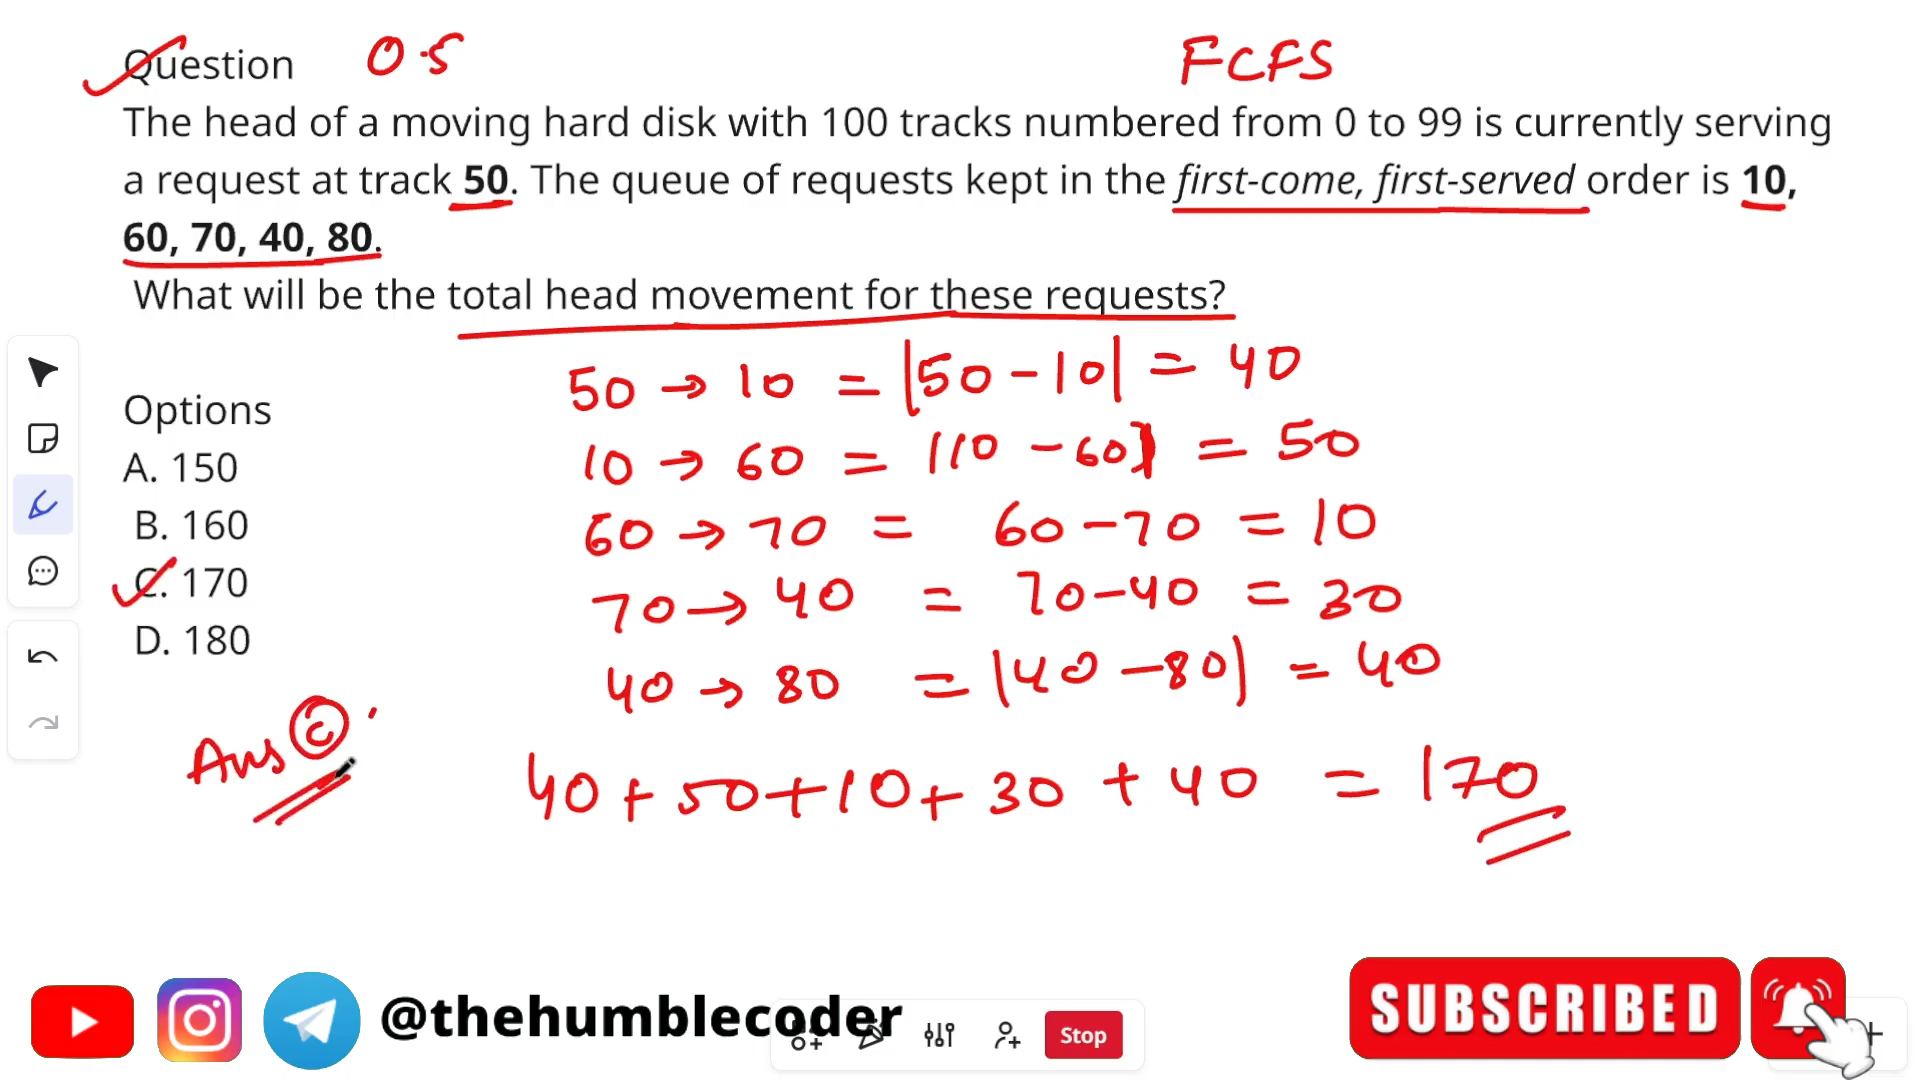 Question O.S FCFS
The head of a moving hard disk with 100 tracks numbered from 0 to 99 is currently serving
a request at track 50. The queue of requests kept in the first-come, first-served order is 10,
60, 70, 40, 80.
What will be the total head movement for these requests?
50 → 10 = |50 - 10| = 40
10 → 60 = |10 - 60| = 50
60 → 70 = 60 - 70 = 10
70 → 40 = 70 - 40 = 30
40 → 80 = |40 - 80| = 40
40 + 50 + 10 + 30 + 40 = 170
Options
A. 150
B. 160
C. 170
D. 180
Ans C.
@thehumblecoder
Stop
SUBSCRIBED